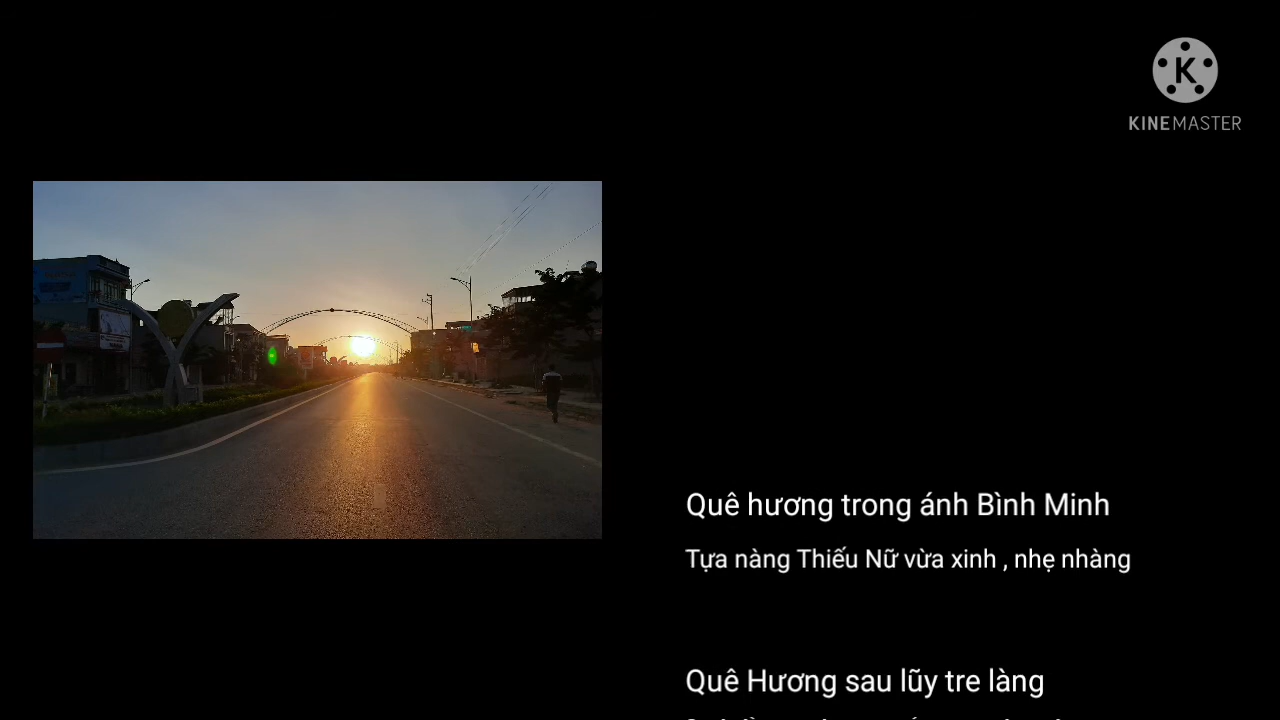 K
KINEMASTER
Quê hương trong ánh Bình Minh
Tựa nàng Thiếu Nữ vừa xinh , nhẹ nhàng
Quê Hương sau lũy tre làng